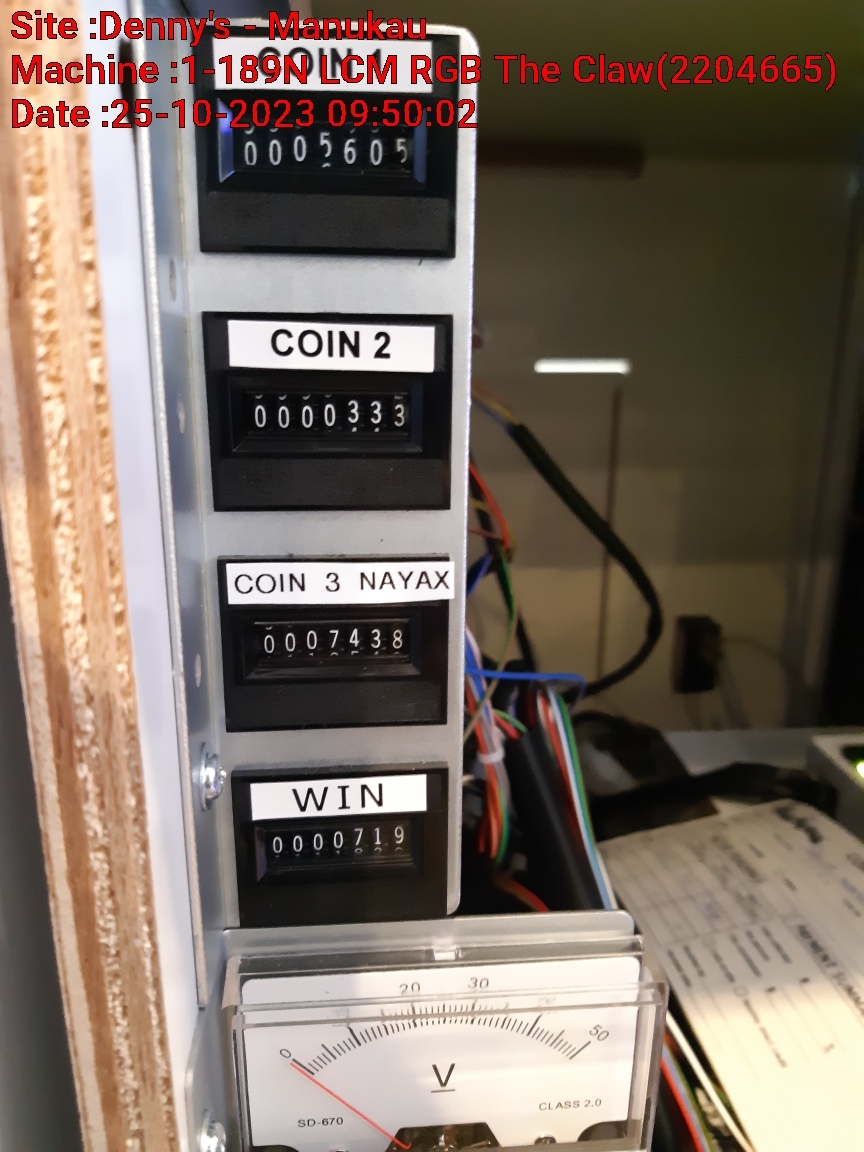 Site :Denny's - Manukau
Machine :1-189N LCM RGB The Claw(2204665)
Date :25-10-2023 09:50:02
COIN 1
0005605
COIN 2
0000333
COIN 3 NAYAX
0007438
WIN
0000719
0 20 30 50
V
SD-670
CLASS 2.0